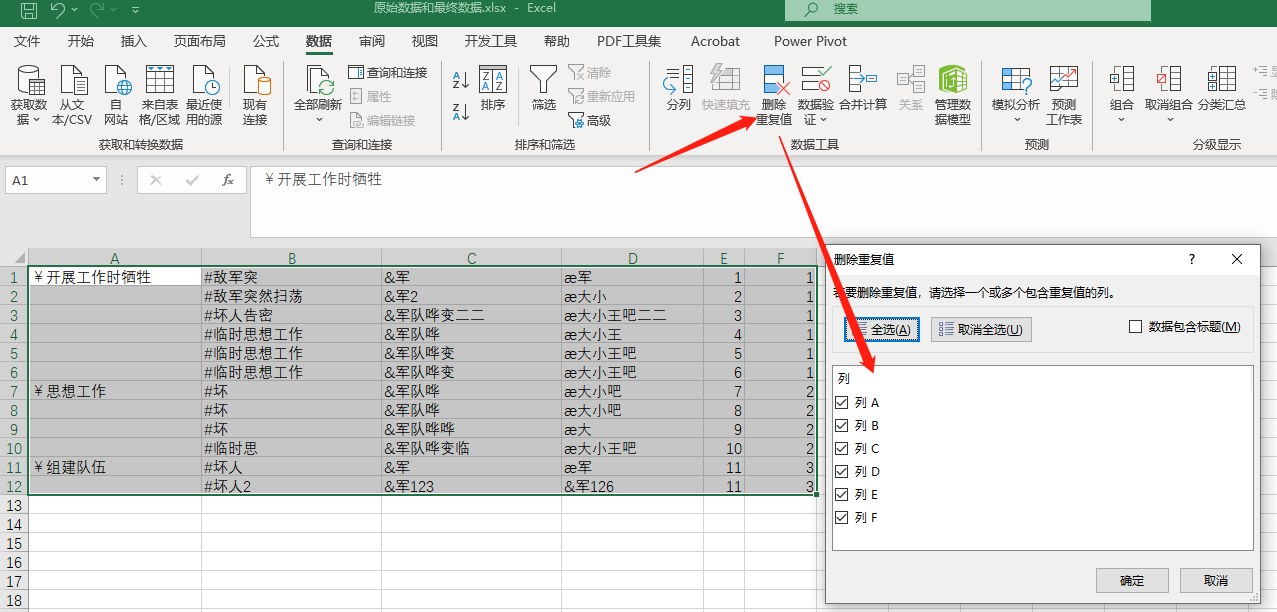 原始数据和最终数据.xlsx - Excel
搜索
文件 开始 插入 页面布局 公式 数据 审阅 视图 开发工具 帮助 PDF工具集 Acrobat Power Pivot
获取数据 从文本/CSV 自网站 来自表格/区域 最近使用的源 现有连接
获取和转换数据
全部刷新 查询和连接 属性 编辑链接
查询和连接
排序 筛选 清除 重新应用 高级
排序和筛选
分列 快速填充 删除重复值 数据验证 合并计算 关系 管理数据模型
数据工具
模拟分析 预测工作表
预测
组合 取消组合 分类汇总
分级显示
A1 fx ￥开展工作时牺牲
A B C D E F
1 ￥开展工作时牺牲 #敌军突 &军 æ军 1 1
2 #敌军突然扫荡 &军2 æ大小 2 1
3 #坏人告密 &军队哗变二二 æ大小王吧二二 3 1
4 #临时思想工作 &军队哗 æ大小王 4 1
5 #临时思想工作 &军队哗变 æ大小王吧 5 1
6 #临时思想工作 &军队哗变 æ大小王吧 6 1
7 ￥思想工作 #坏 &军队哗 æ大小吧 7 2
8 #坏 &军队哗 æ大小吧 8 2
9 #坏 &军队哗哗 æ大 9 2
10 #临时思 &军队哗变临 æ大小王吧 10 2
11 ￥组建队伍 #坏人 &军 æ军 11 3
12 #坏人2 &军123 &军126 11 3
13
14
15
16
17
18
删除重复值 ?
要删除重复值，请选择一个或多个包含重复值的列。
全选(A) 取消全选(U) 数据包含标题(M)
列
列 A
列 B
列 C
列 D
列 E
列 F
确定 取消